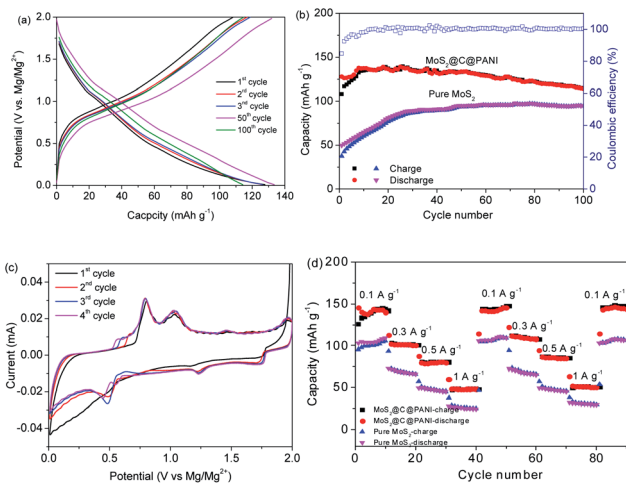 (a)
Potential (V vs. Mg/Mg2+)
2.0
1.5
1.0
0.5
0.0
1st cycle
2rd cycle
3nd cycle
50th cycle
100th cycle
0 20 40 60 80 100 120 140
Cacpcity (mAh g-1)
(b)
Capacity (mAh g-1)
200
150
100
50
0
MoS2@C@PANI
Pure MoS2
Charge
Discharge
0 20 40 60 80 100
Cycle number
100
80
60
40
20
0
Coulombic efficiency (%)
(c)
Current (mA)
0.04
0.02
0.00
-0.02
-0.04
1st cycle
2nd cycle
3rd cycle
4th cycle
0.0 0.5 1.0 1.5 2.0
Potential (V vs Mg/Mg2+)
(d)
Capacity (mAh g-1)
200
150
100
50
0
0.1 A g-1
0.3 A g-1
0.5 A g-1
1 A g-1
0.1 A g-1
0.3 A g-1
0.5 A g-1
1 A g-1
0.1 A g-1
MoS2@C@PANI-charge
MoS2@C@PANI-discharge
Pure MoS2-charge
Pure MoS2-discharge
0 20 40 60 80
Cycle number